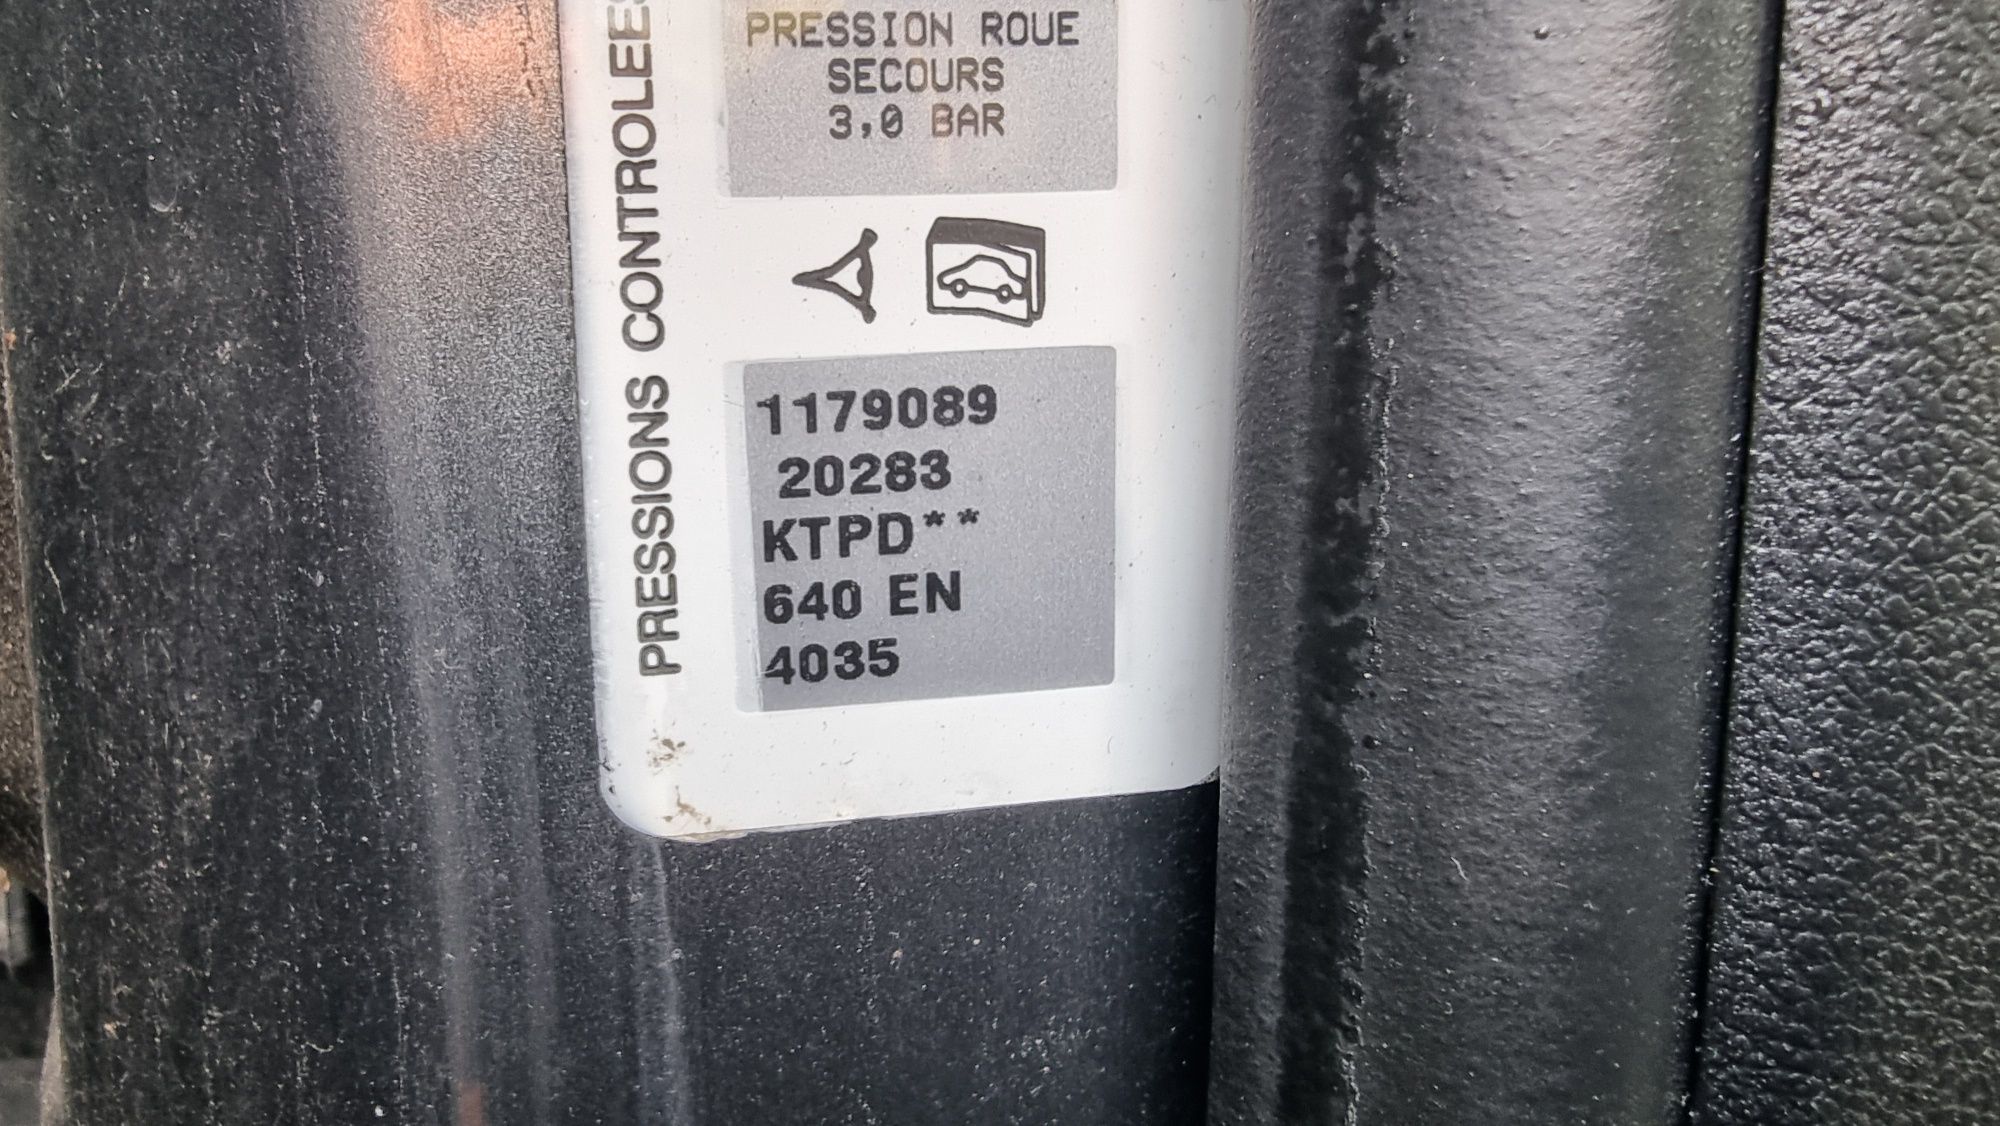 PRESSION ROUE
SECOURS
3,0 BAR
PRESSIONS CONTROLEES
1179089
20283
KTPD**
640 EN
4035